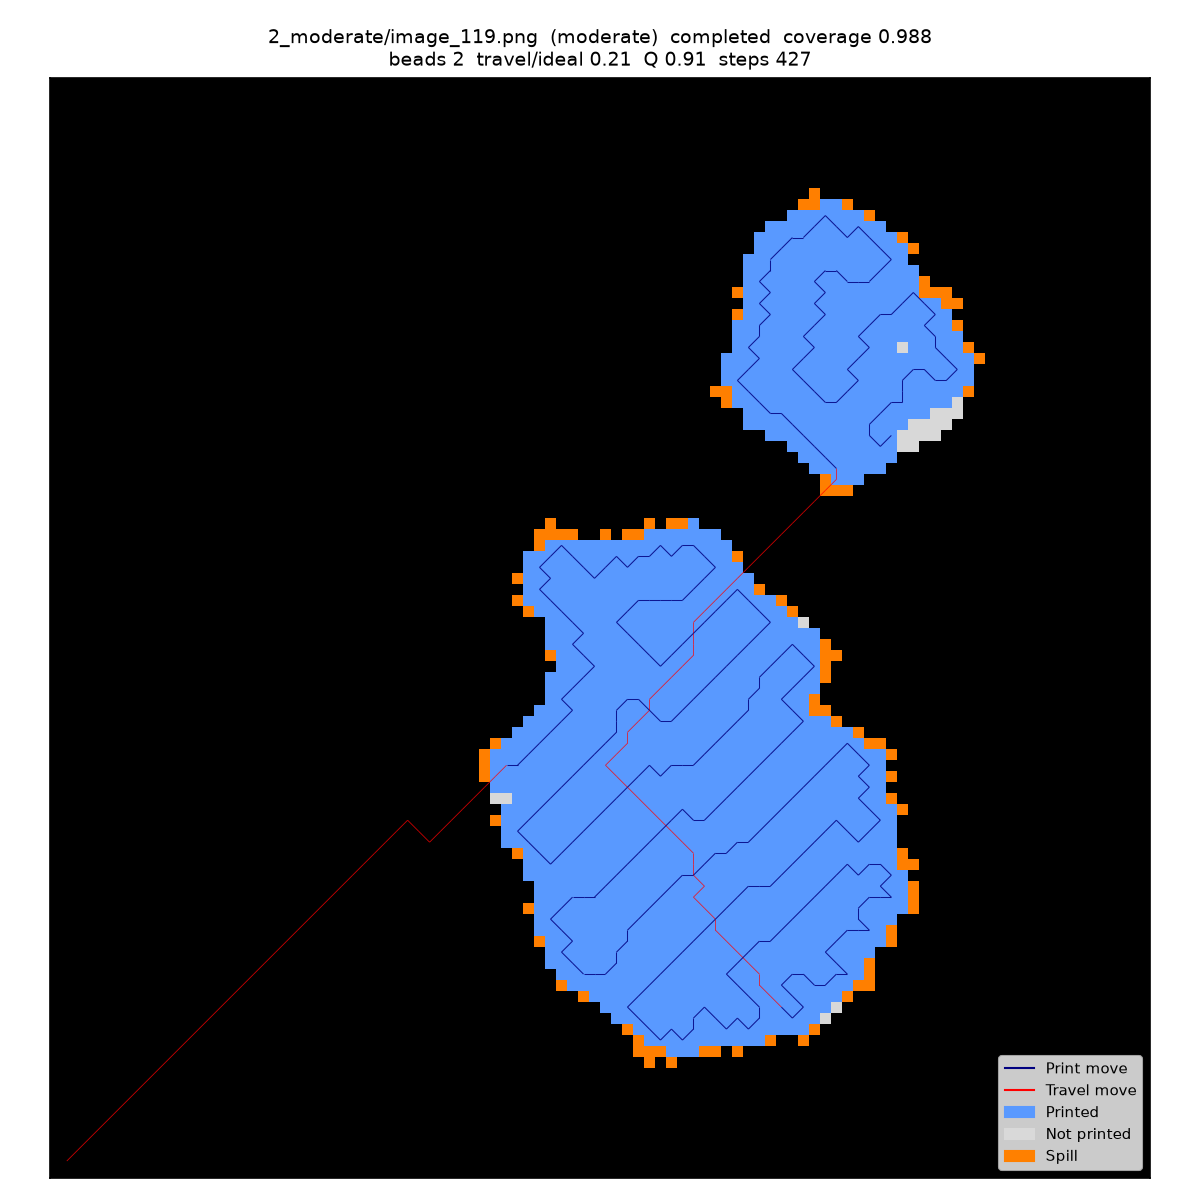 2_moderate/image_119.png  (moderate)  completed  coverage 0.988
beads 2  travel/ideal 0.21  Q 0.91  steps 427
Print move
Travel move
Printed
Not printed
Spill